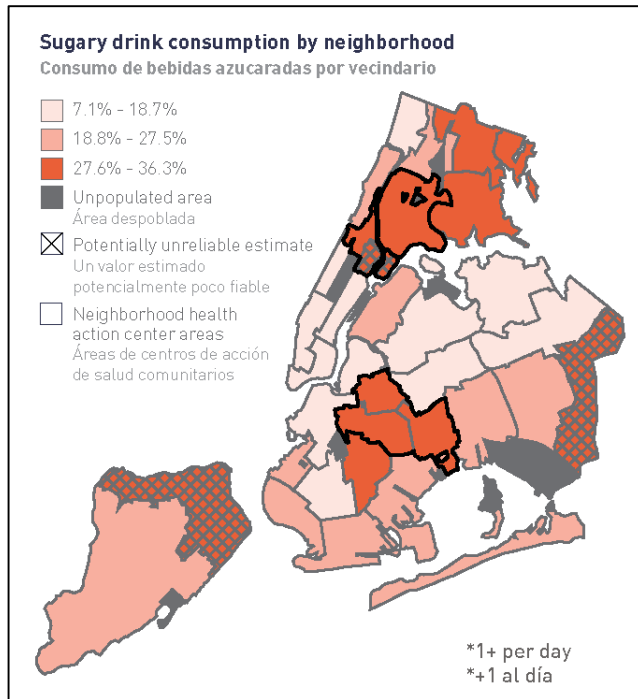 Sugary drink consumption by neighborhood
Consumo de bebidas azucaradas por vecindario
7.1% - 18.7%
18.8% - 27.5%
27.6% - 36.3%
Unpopulated area
Área despoblada
Potentially unreliable estimate
Un valor estimado
potencialmente poco fiable
Neighborhood health
action center areas
Áreas de centros de acción
de salud comunitarios
*1+ per day
*+1 al día